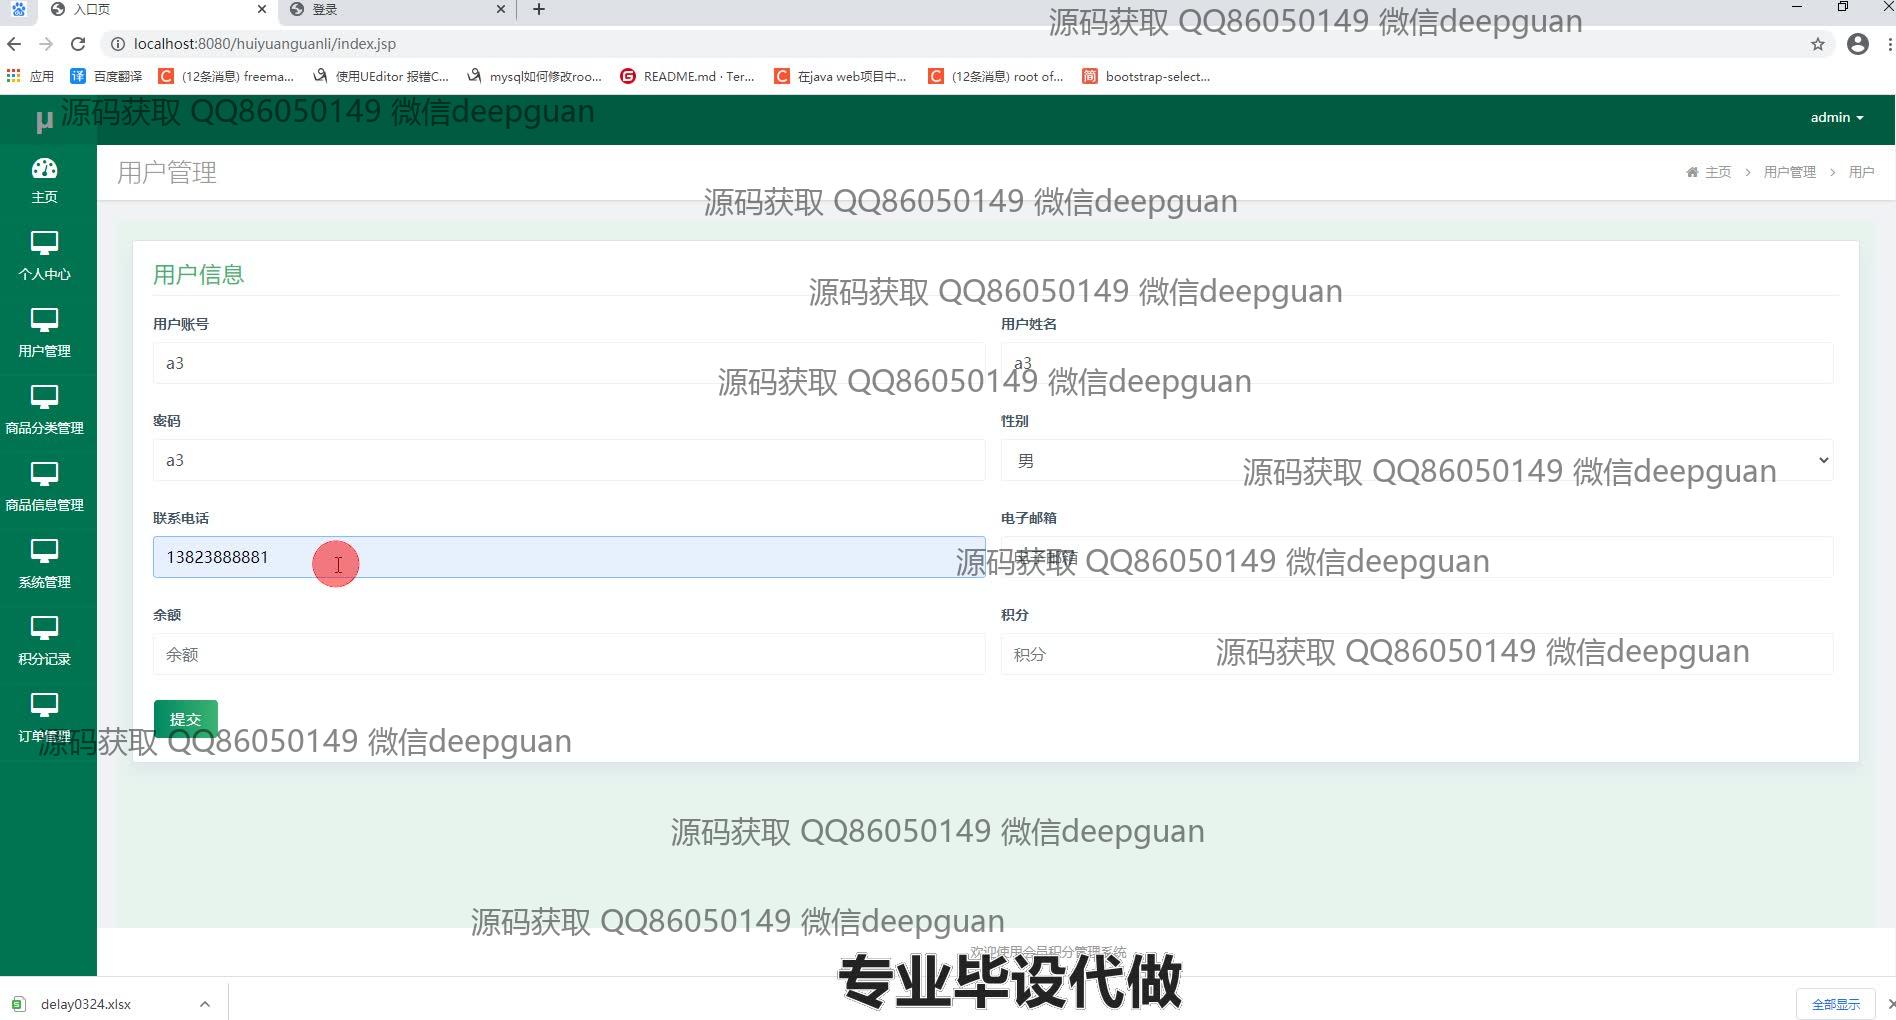 入口页
登录
源码获取 QQ86050149 微信deepguan
localhost:8080/huiyuanguanli/index.jsp
应用
百度翻译
(12条消息) freema...
使用UEditor 报错C...
mysql如何修改roo...
README.md · Ter...
在java web项目中...
(12条消息) root of...
bootstrap-select...
μ
源码获取 QQ86050149 微信deepguan
admin
主页
个人中心
用户管理
商品分类管理
商品信息管理
系统管理
积分记录
订单管理
用户管理
主页 > 用户管理 > 用户
源码获取 QQ86050149 微信deepguan
用户信息
源码获取 QQ86050149 微信deepguan
用户账号
用户姓名
a3
a3
源码获取 QQ86050149 微信deepguan
密码
性别
a3
男
源码获取 QQ86050149 微信deepguan
联系电话
电子邮箱
13823888881
电子邮箱
源码获取 QQ86050149 微信deepguan
余额
积分
余额
积分
源码获取 QQ86050149 微信deepguan
提交
源码获取 QQ86050149 微信deepguan
源码获取 QQ86050149 微信deepguan
源码获取 QQ86050149 微信deepguan
欢迎使用会员积分管理系统
专业毕设代做
delay0324.xlsx
全部显示